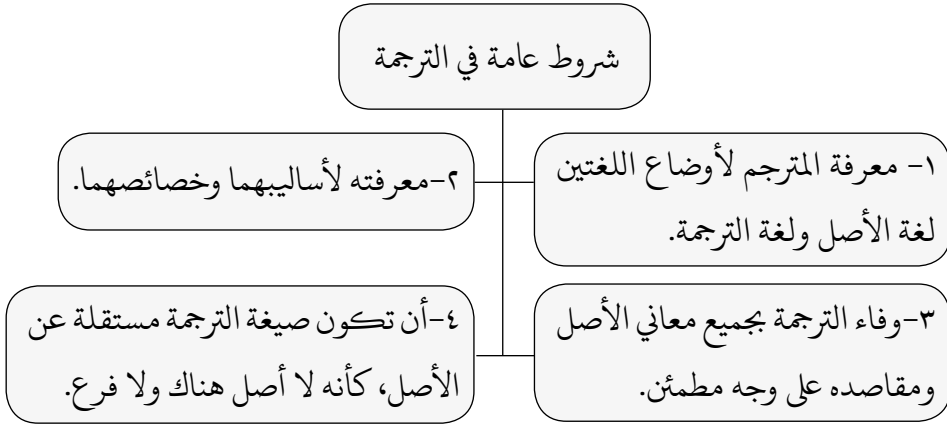 شروط عامة في الترجمة
١- معرفة المترجم لأوضاع اللغتين
لغة الأصل ولغة الترجمة.
٢-معرفته لأساليبهما وخصائصهما.
٣-وفاء الترجمة بجميع معاني الأصل
ومقاصده على وجه مطمئن.
٤-أن تكون صيغة الترجمة مستقلة عن
الأصل، كأنه لا أصل هناك ولا فرع.